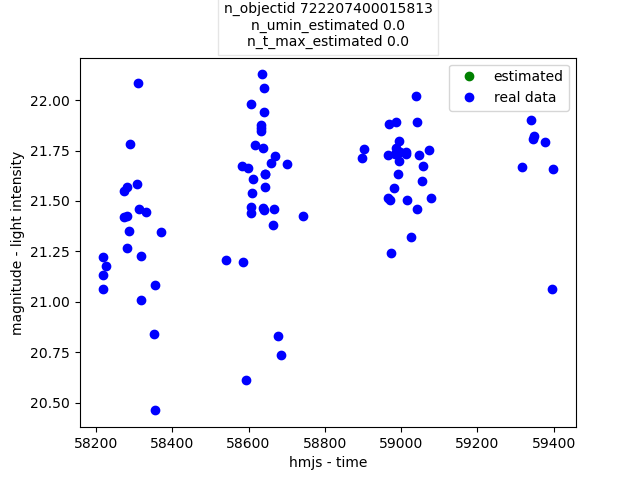 n_objectid 722207400015813
n_umin_estimated 0.0
n_t_max_estimated 0.0
estimated
real data
magnitude - light intensity
22.00
21.75
21.50
21.25
21.00
20.75
20.50
58200 58400 58600 58800 59000 59200 59400
hmjs - time